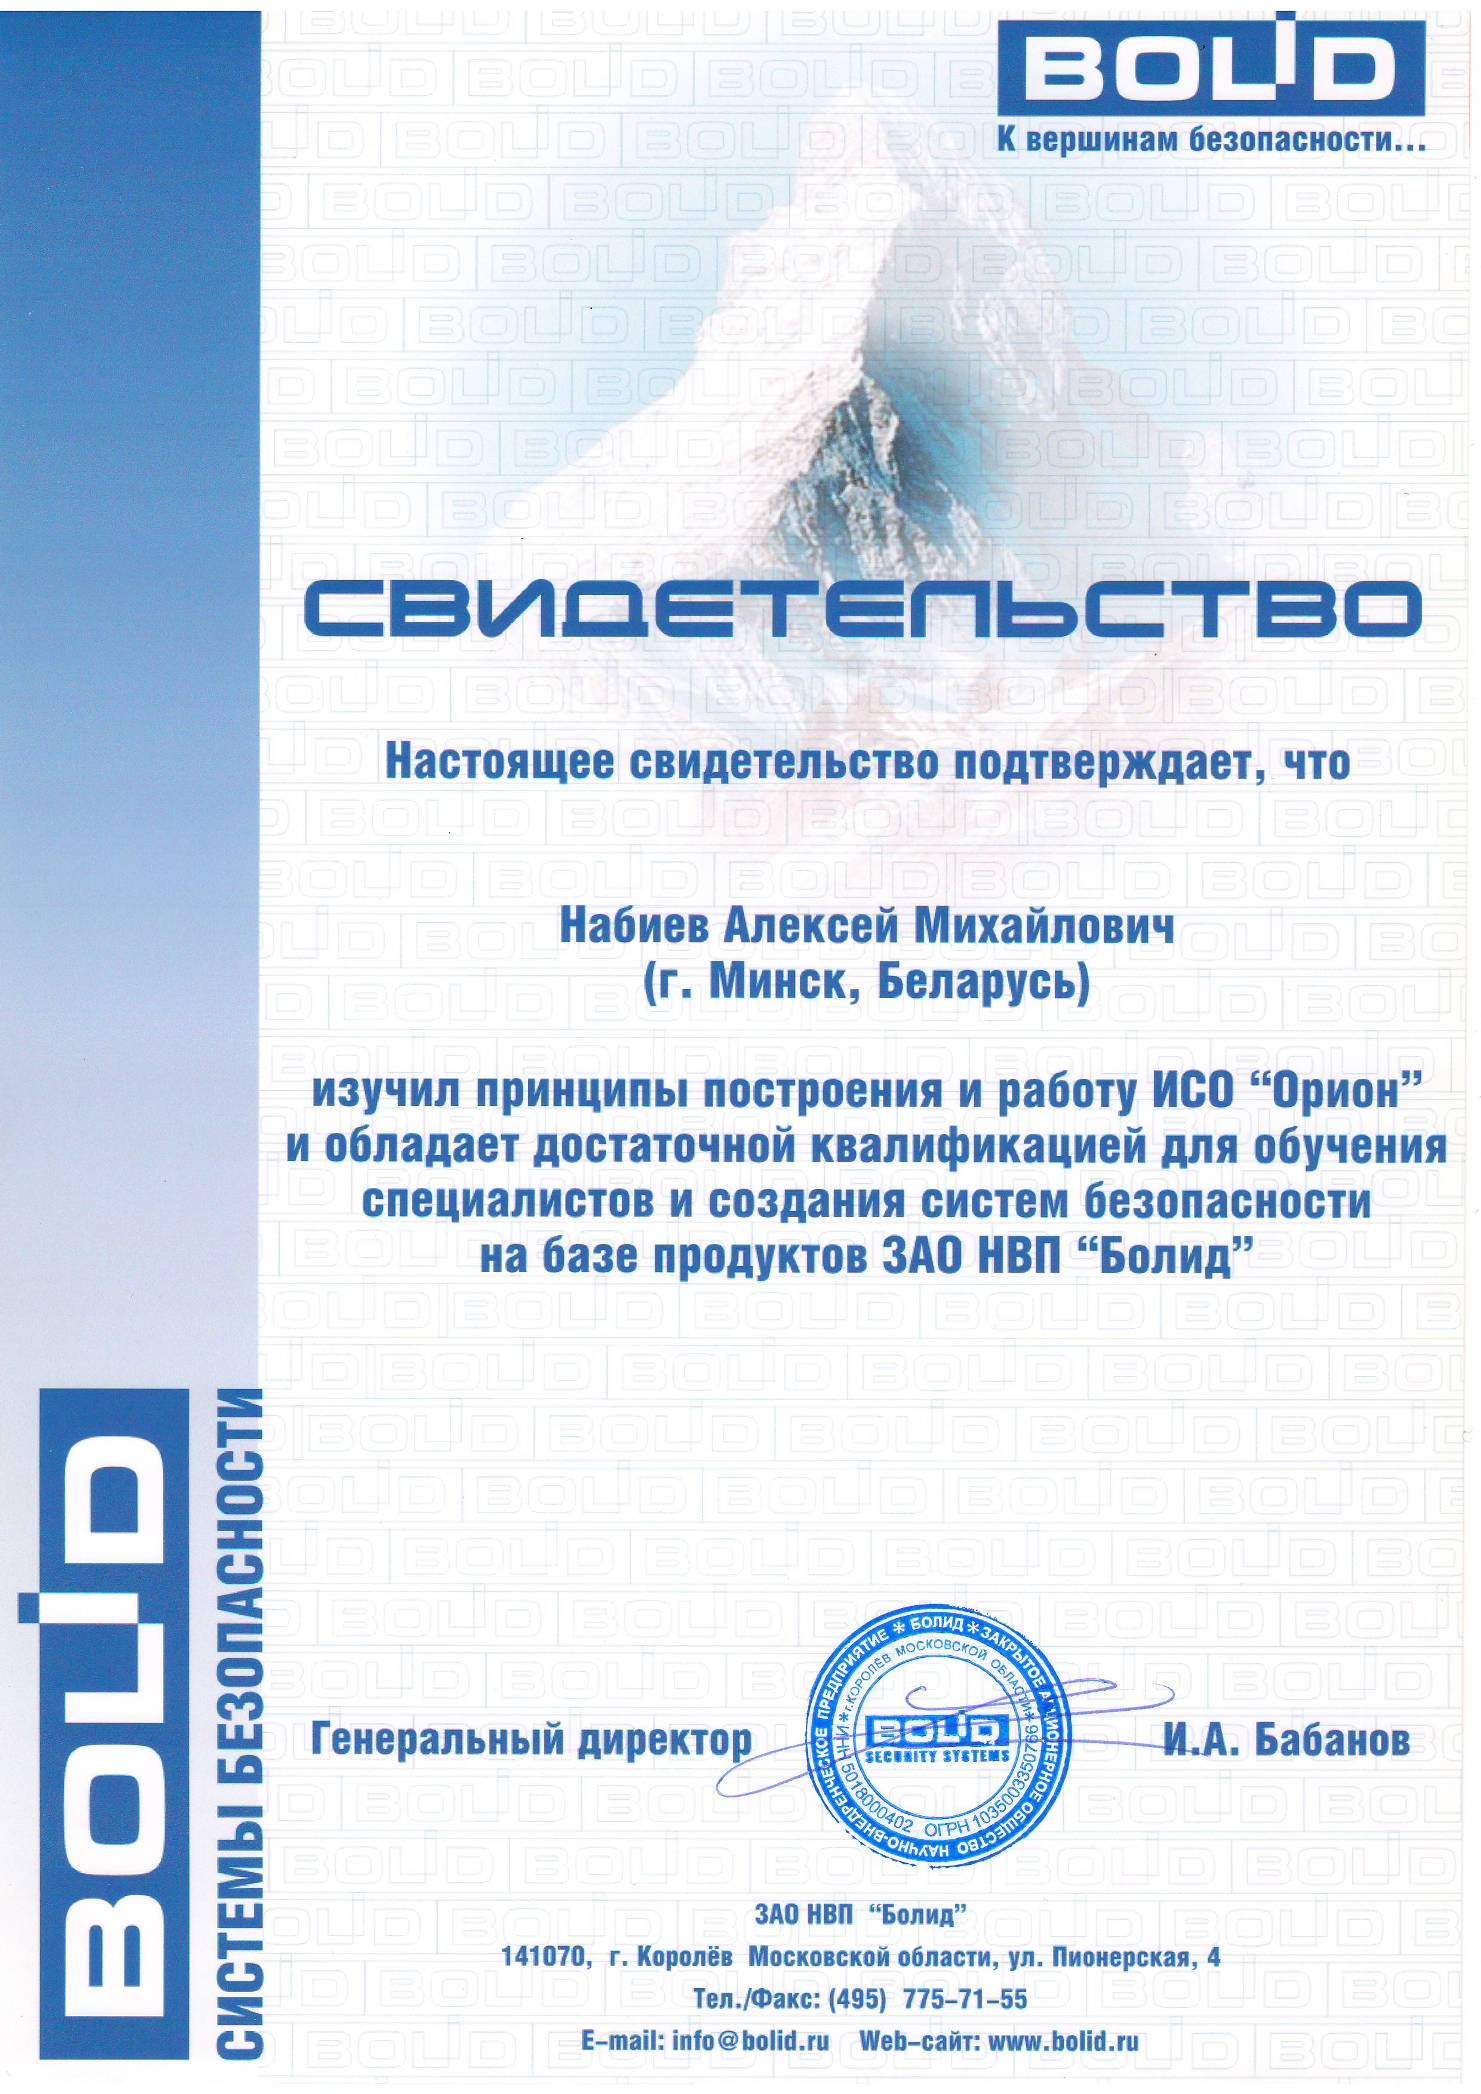 BOLID
К вершинам безопасности...
СВИДЕТЕЛЬСТВО
Настоящее свидетельство подтверждает, что
Набиев Алексей Михайлович
(г. Минск, Беларусь)
изучил принципы построения и работу ИСО “Орион”
и обладает достаточной квалификацией для обучения
специалистов и создания систем безопасности
на базе продуктов ЗАО НВП “Болид”
BOLID
СИСТЕМЫ БЕЗОПАСНОСТИ
Генеральный директор
И.А. Бабанов
НАУЧНО-ВНЕДРЕНЧЕСКОЕ ПРЕДПРИЯТИЕ * БОЛИД * ЗАКРЫТОЕ АКЦИОНЕРНОЕ ОБЩЕСТВО
* г.КОРОЛЁВ МОСКОВСКОЙ ОБЛАСТИ *
ИНН 5018000402 ОГРН 1035003350766
BOLID
SECURITY SYSTEMS
ЗАО НВП “Болид”
141070, г. Королёв Московской области, ул. Пионерская, 4
Тел./Факс: (495) 775-71-55
E-mail: info@bolid.ru Web-сайт: www.bolid.ru